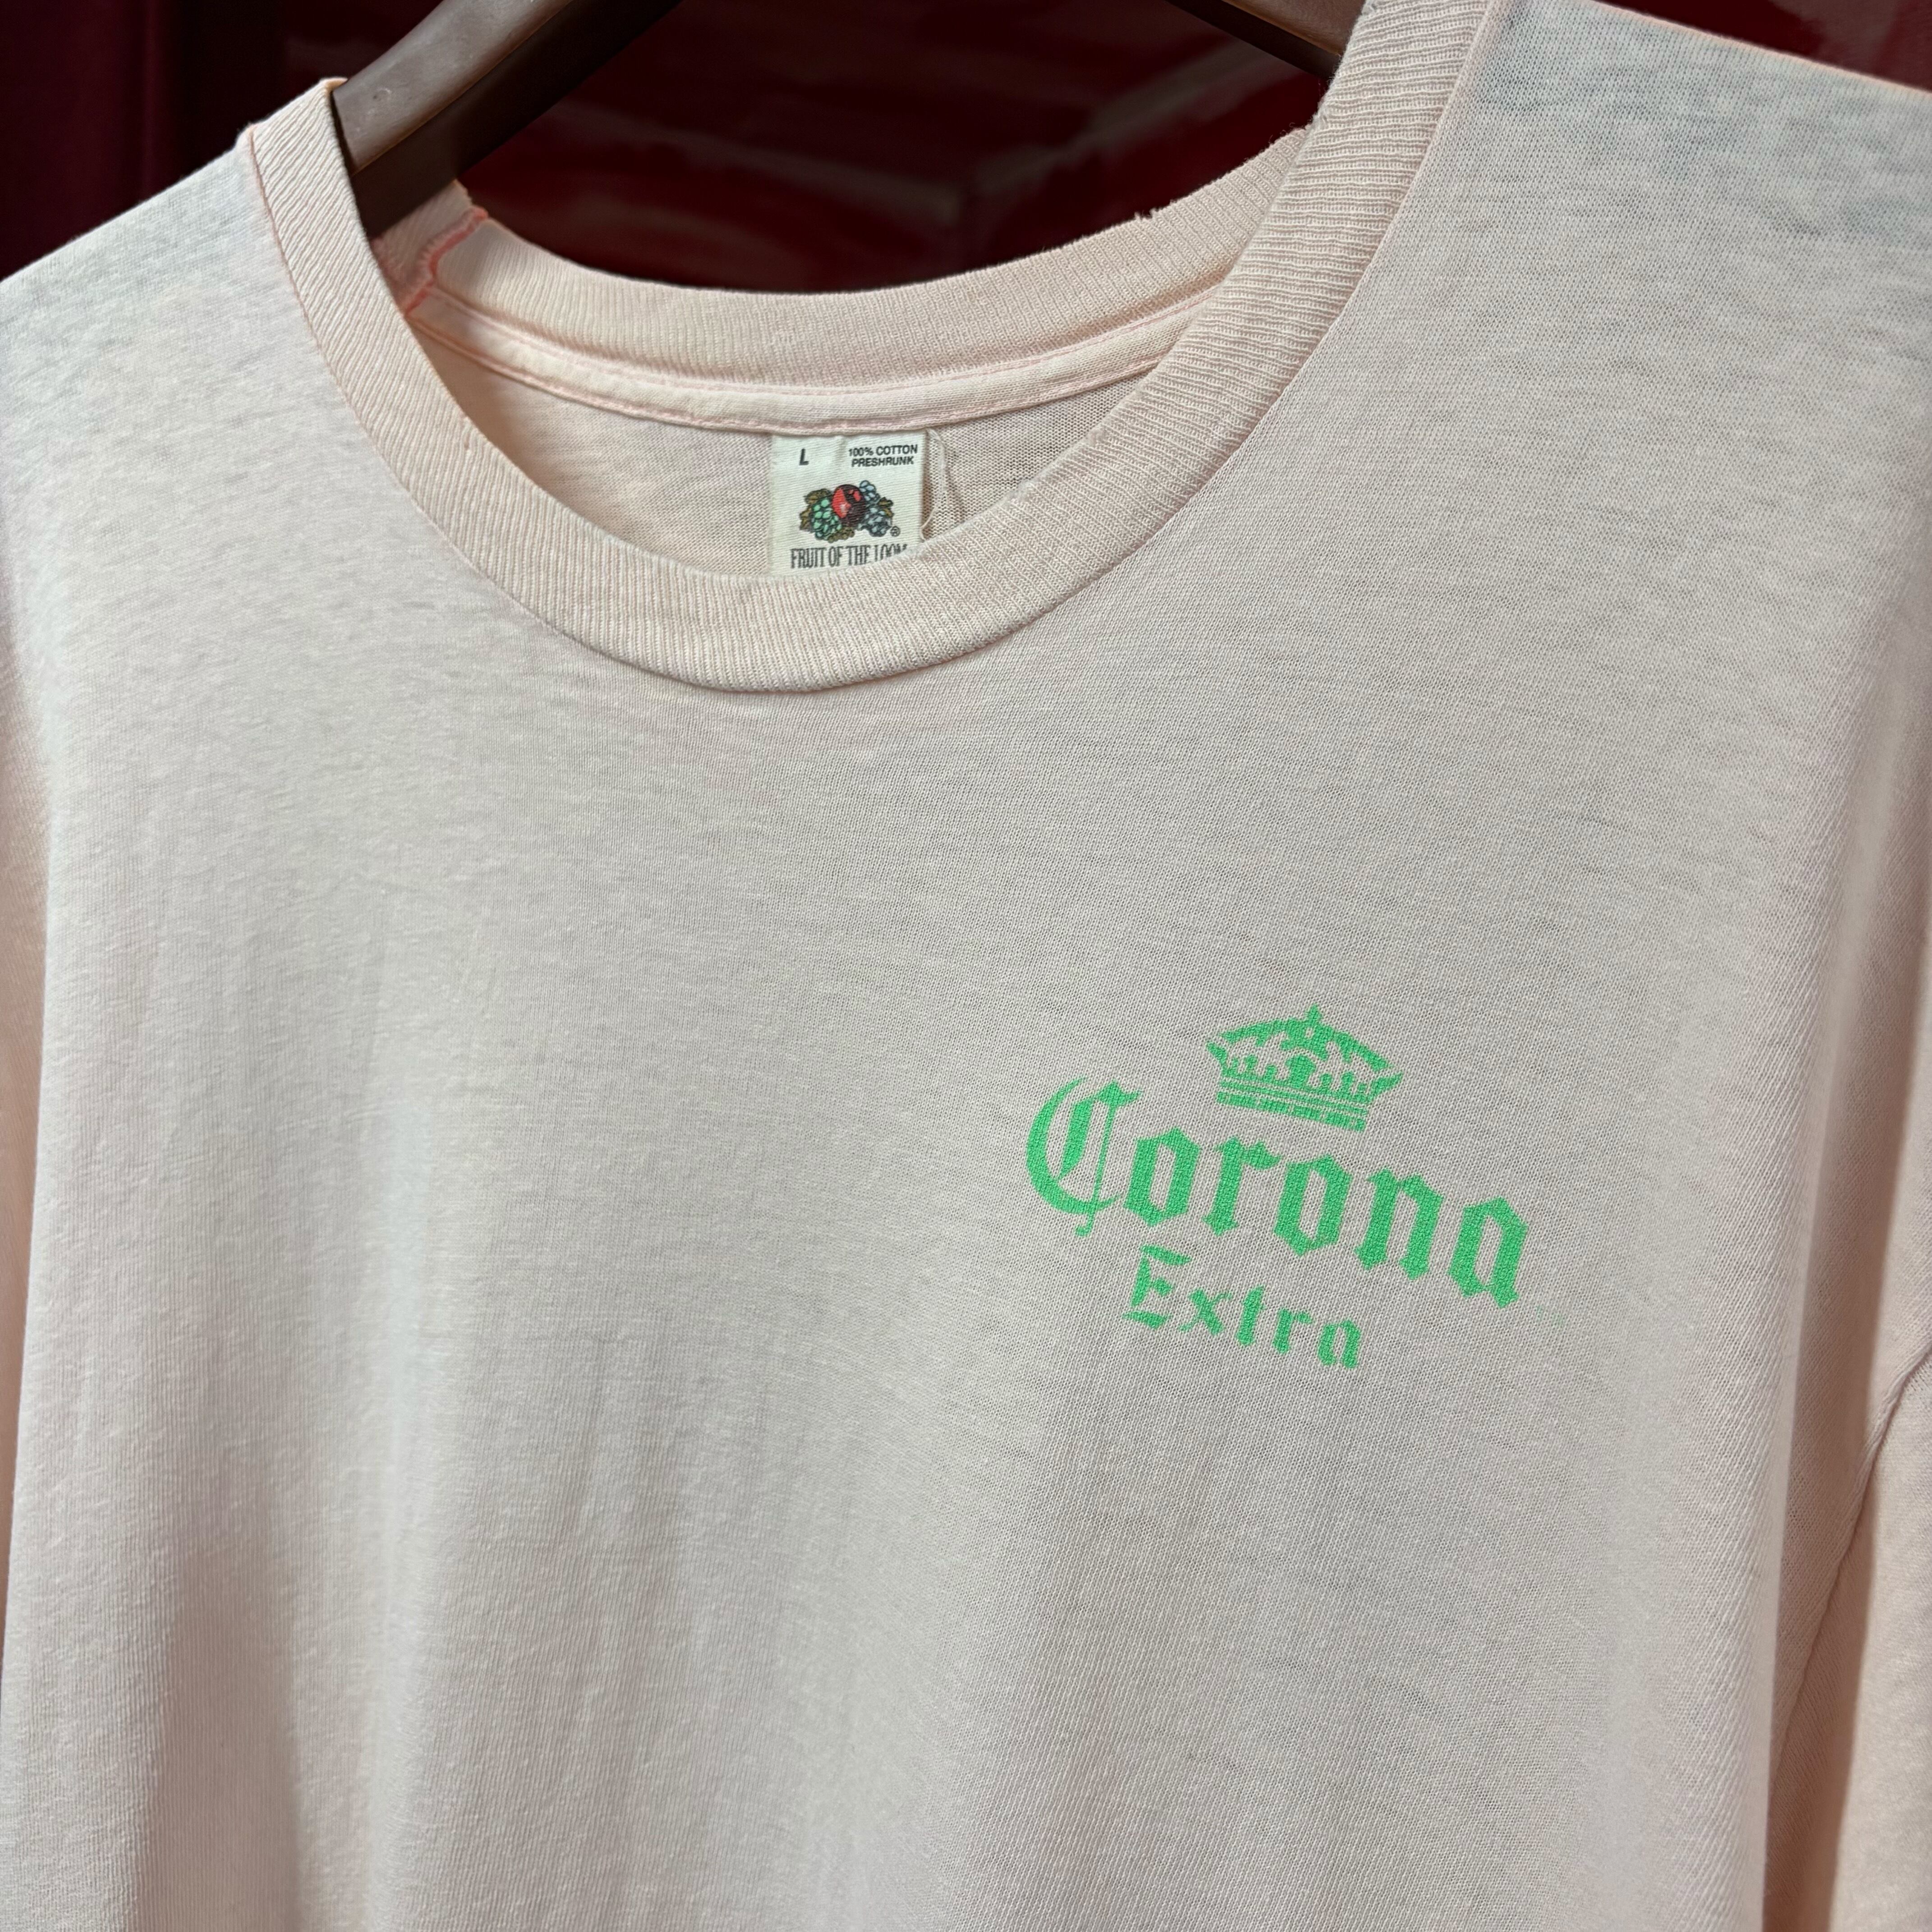 L
100% COTTON
PRESHRUNK
®
FRUIT OF THE LOOM
Corona
Extra